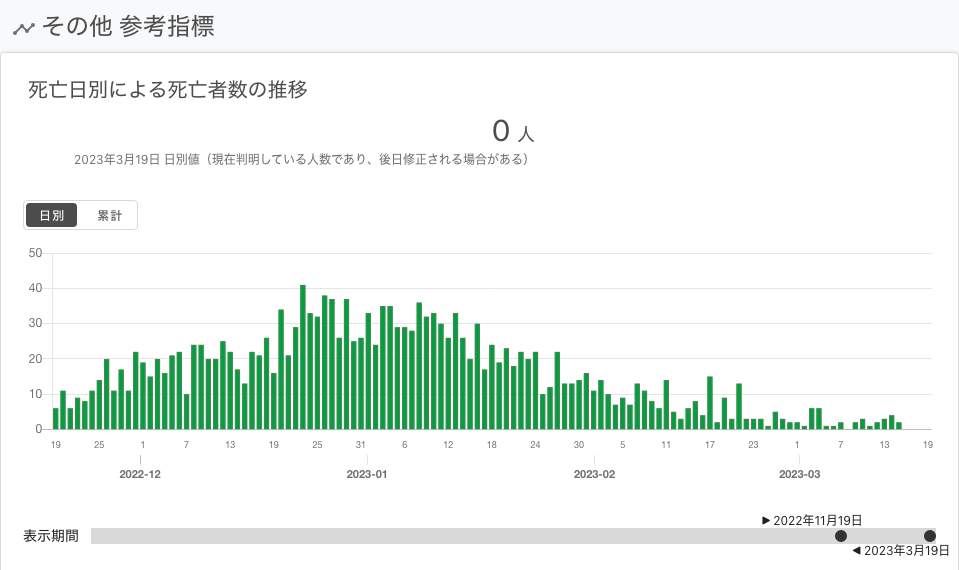 その他 参考指標
死亡日別による死亡者数の推移
0 人
2023年3月19日 日別値（現在判明している人数であり、後日修正される場合がある）
日別 累計
50
40
30
20
10
0
19 25 1 7 13 19 25 31 6 12 18 24 30 5 11 17 23 1 7 13 19
2022-12 2023-01 2023-02 2023-03
▶ 2022年11月19日
表示期間
◀ 2023年3月19日